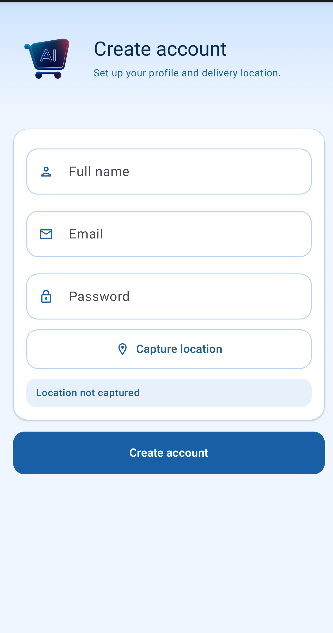 AI
Create account
Set up your profile and delivery location.
Full name
Email
Password
Capture location
Location not captured
Create account